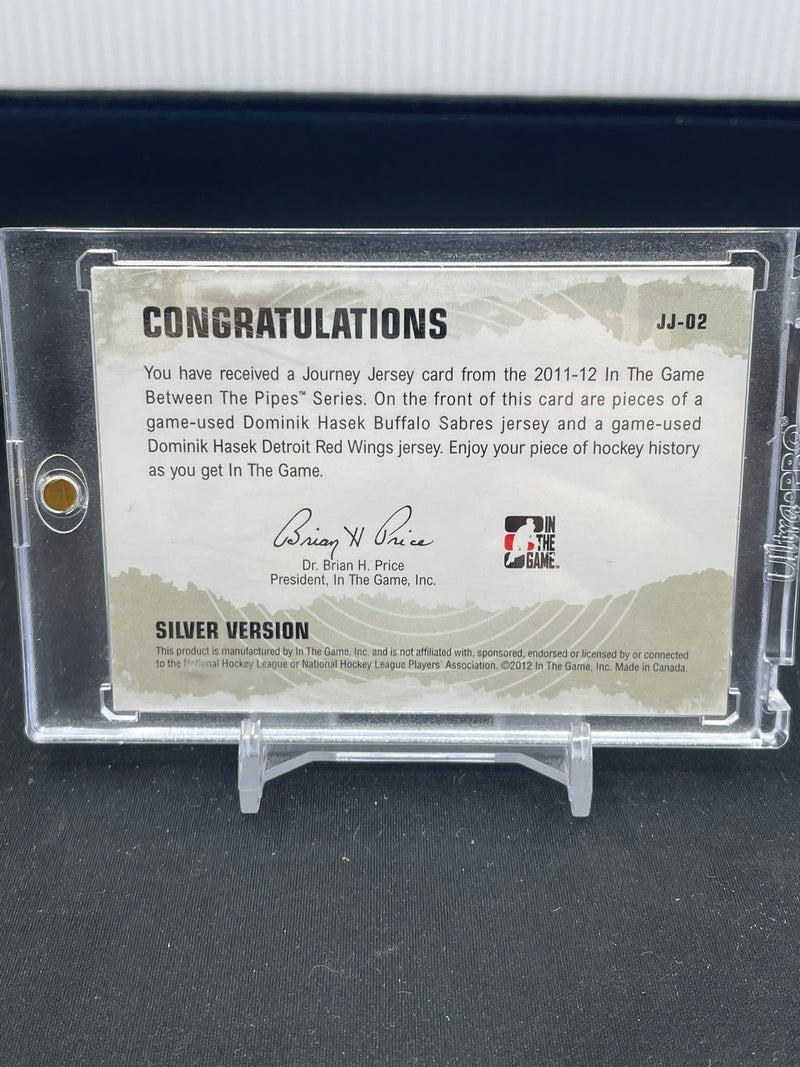 CONGRATULATIONS
JJ-02
You have received a Journey Jersey card from the 2011-12 In The Game
Between The Pipes™ Series. On the front of this card are pieces of a
game-used Dominik Hasek Buffalo Sabres jersey and a game-used
Dominik Hasek Detroit Red Wings jersey. Enjoy your piece of hockey history
as you get In The Game.
Brian H Price
Dr. Brian H. Price
President, In The Game, Inc.
IN
THE
GAME™
SILVER VERSION
This product is manufactured by In The Game, Inc. and is not affiliated with, sponsored, endorsed or licensed by or connected
to the National Hockey League or National Hockey League Players' Association. ©2012 In The Game, Inc. Made in Canada.
Ultra•PRO®